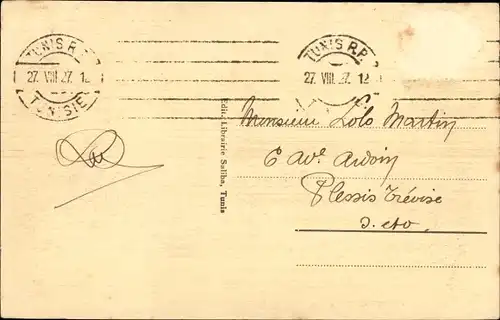 TUNIS R.P.
27. VIII. 27. 12
TUNISIE
TUNIS R.P.
27. VIII. 27. 12
Edit. Librairie Saliba, Tunis
Monsieur Lolo Martin
6 Ave Ardoin
Plessis Trévise
S. et O.